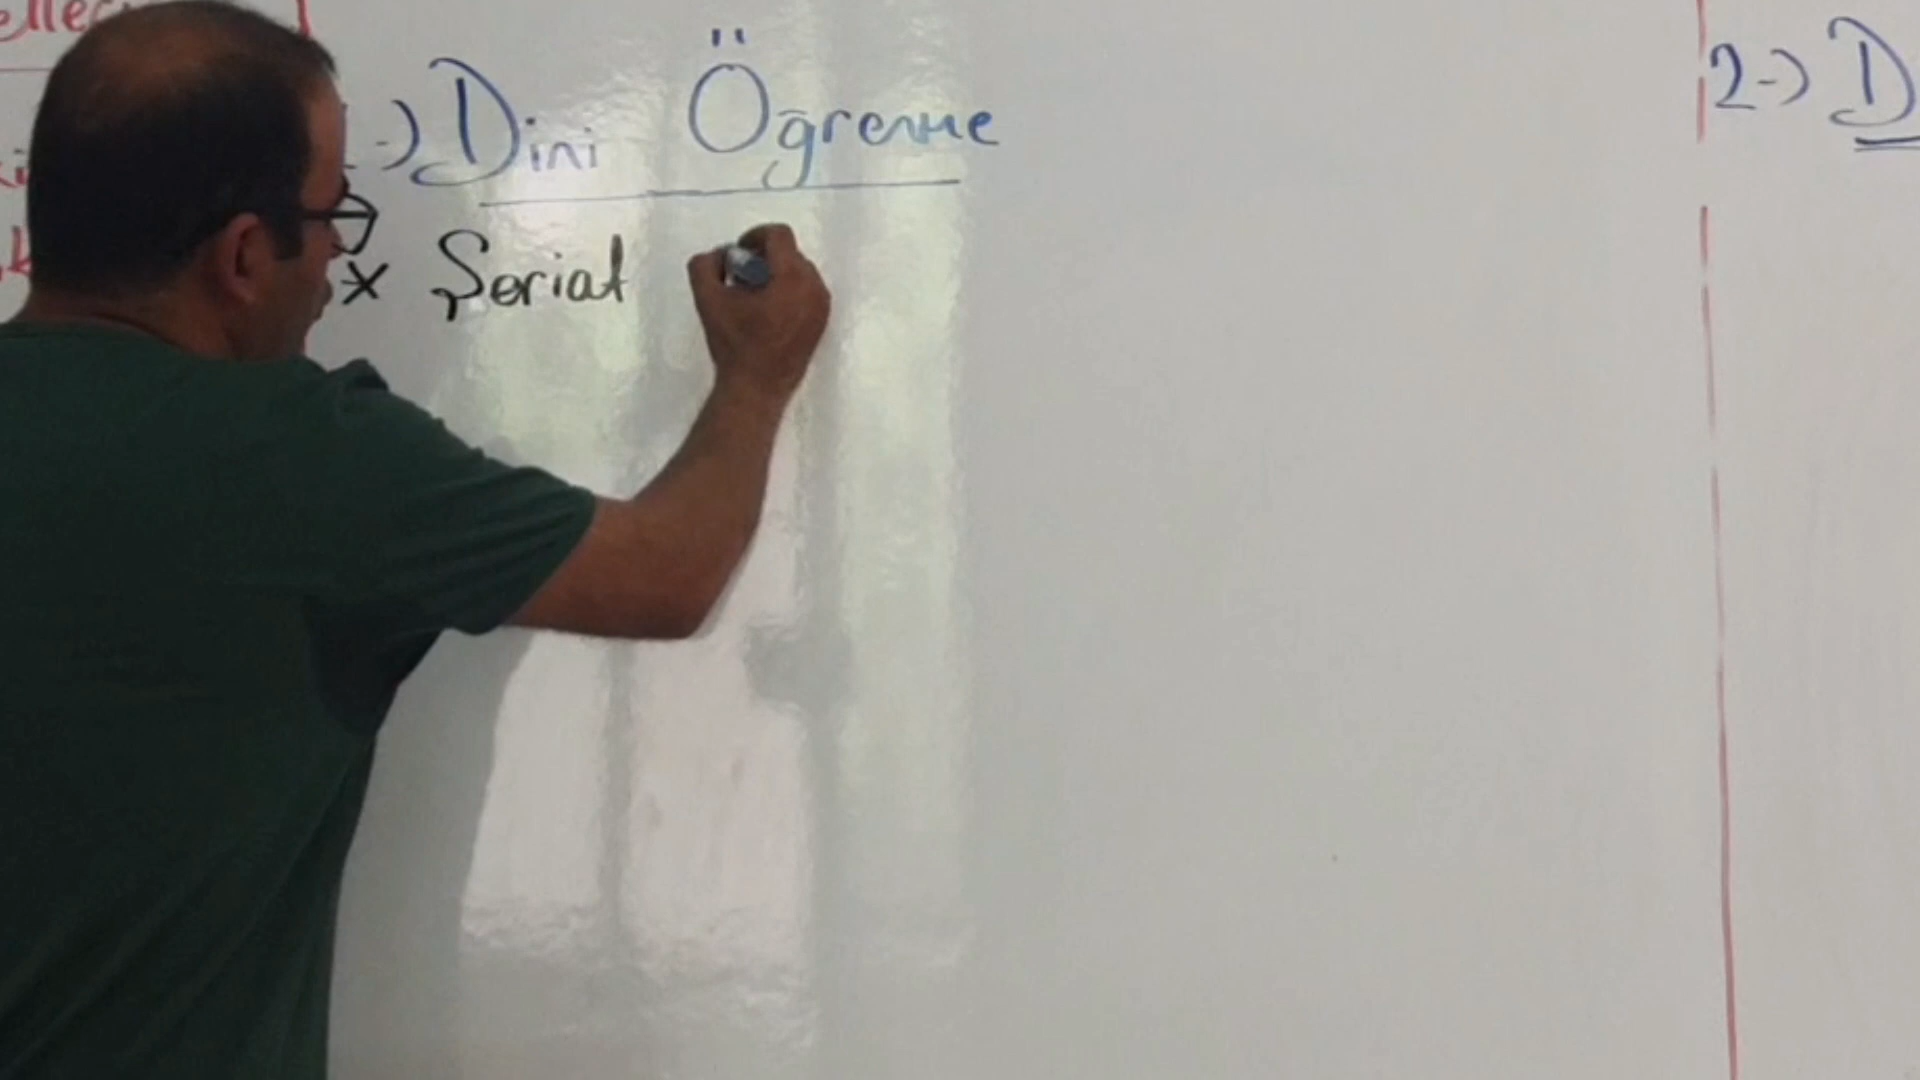 -) Dini Öğrenme
x Şeriat
2-) D